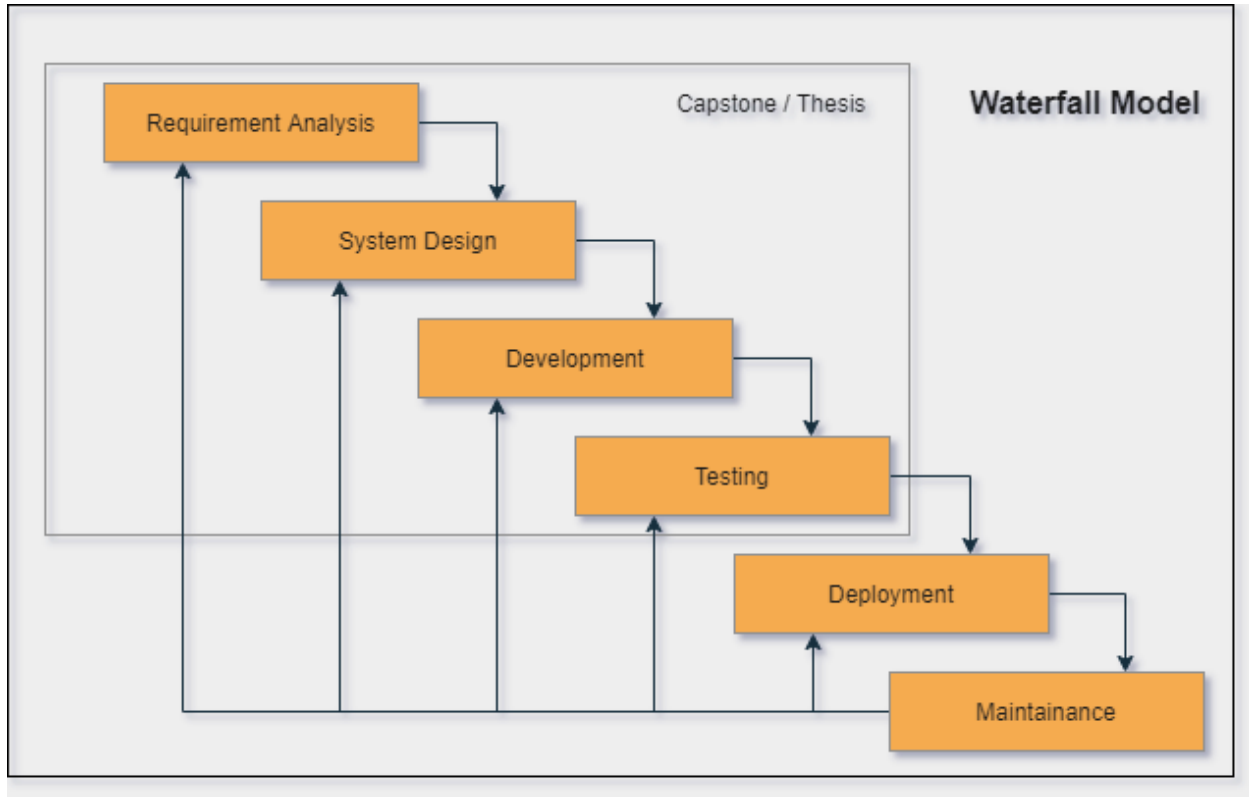 Capstone / Thesis
Waterfall Model
Requirement Analysis
System Design
Development
Testing
Deployment
Maintainance